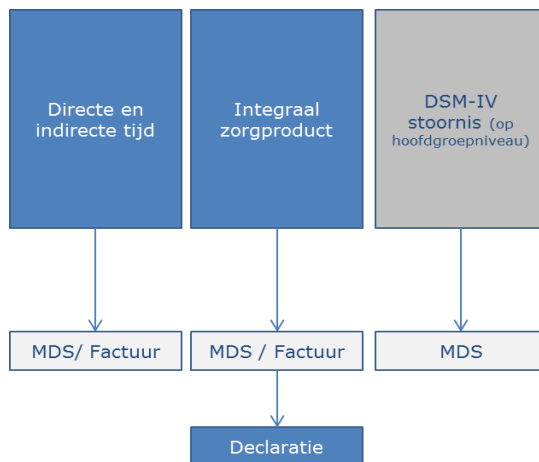 Directe en
indirecte tijd
Integraal
zorgproduct
DSM-IV
stoornis (op
hoofdgroepniveau)
MDS/ Factuur
MDS / Factuur
MDS
Declaratie